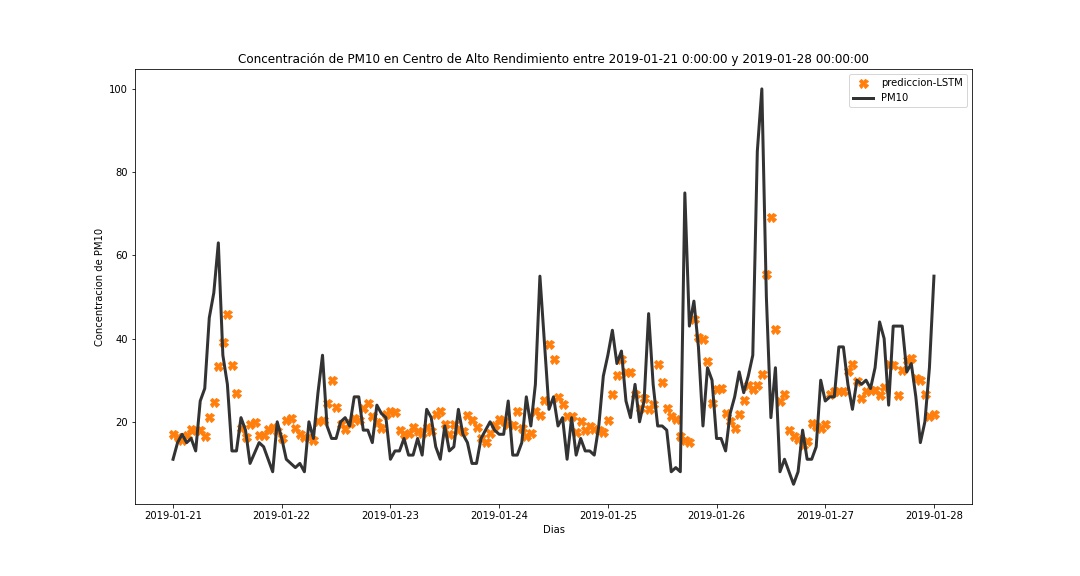 Concentración de PM10 en Centro de Alto Rendimiento entre 2019-01-21 0:00:00 y 2019-01-28 00:00:00
prediccion-LSTM
PM10
100
80
60
40
20
Concentracion de PM10
2019-01-21 2019-01-22 2019-01-23 2019-01-24 2019-01-25 2019-01-26 2019-01-27 2019-01-28
Dias